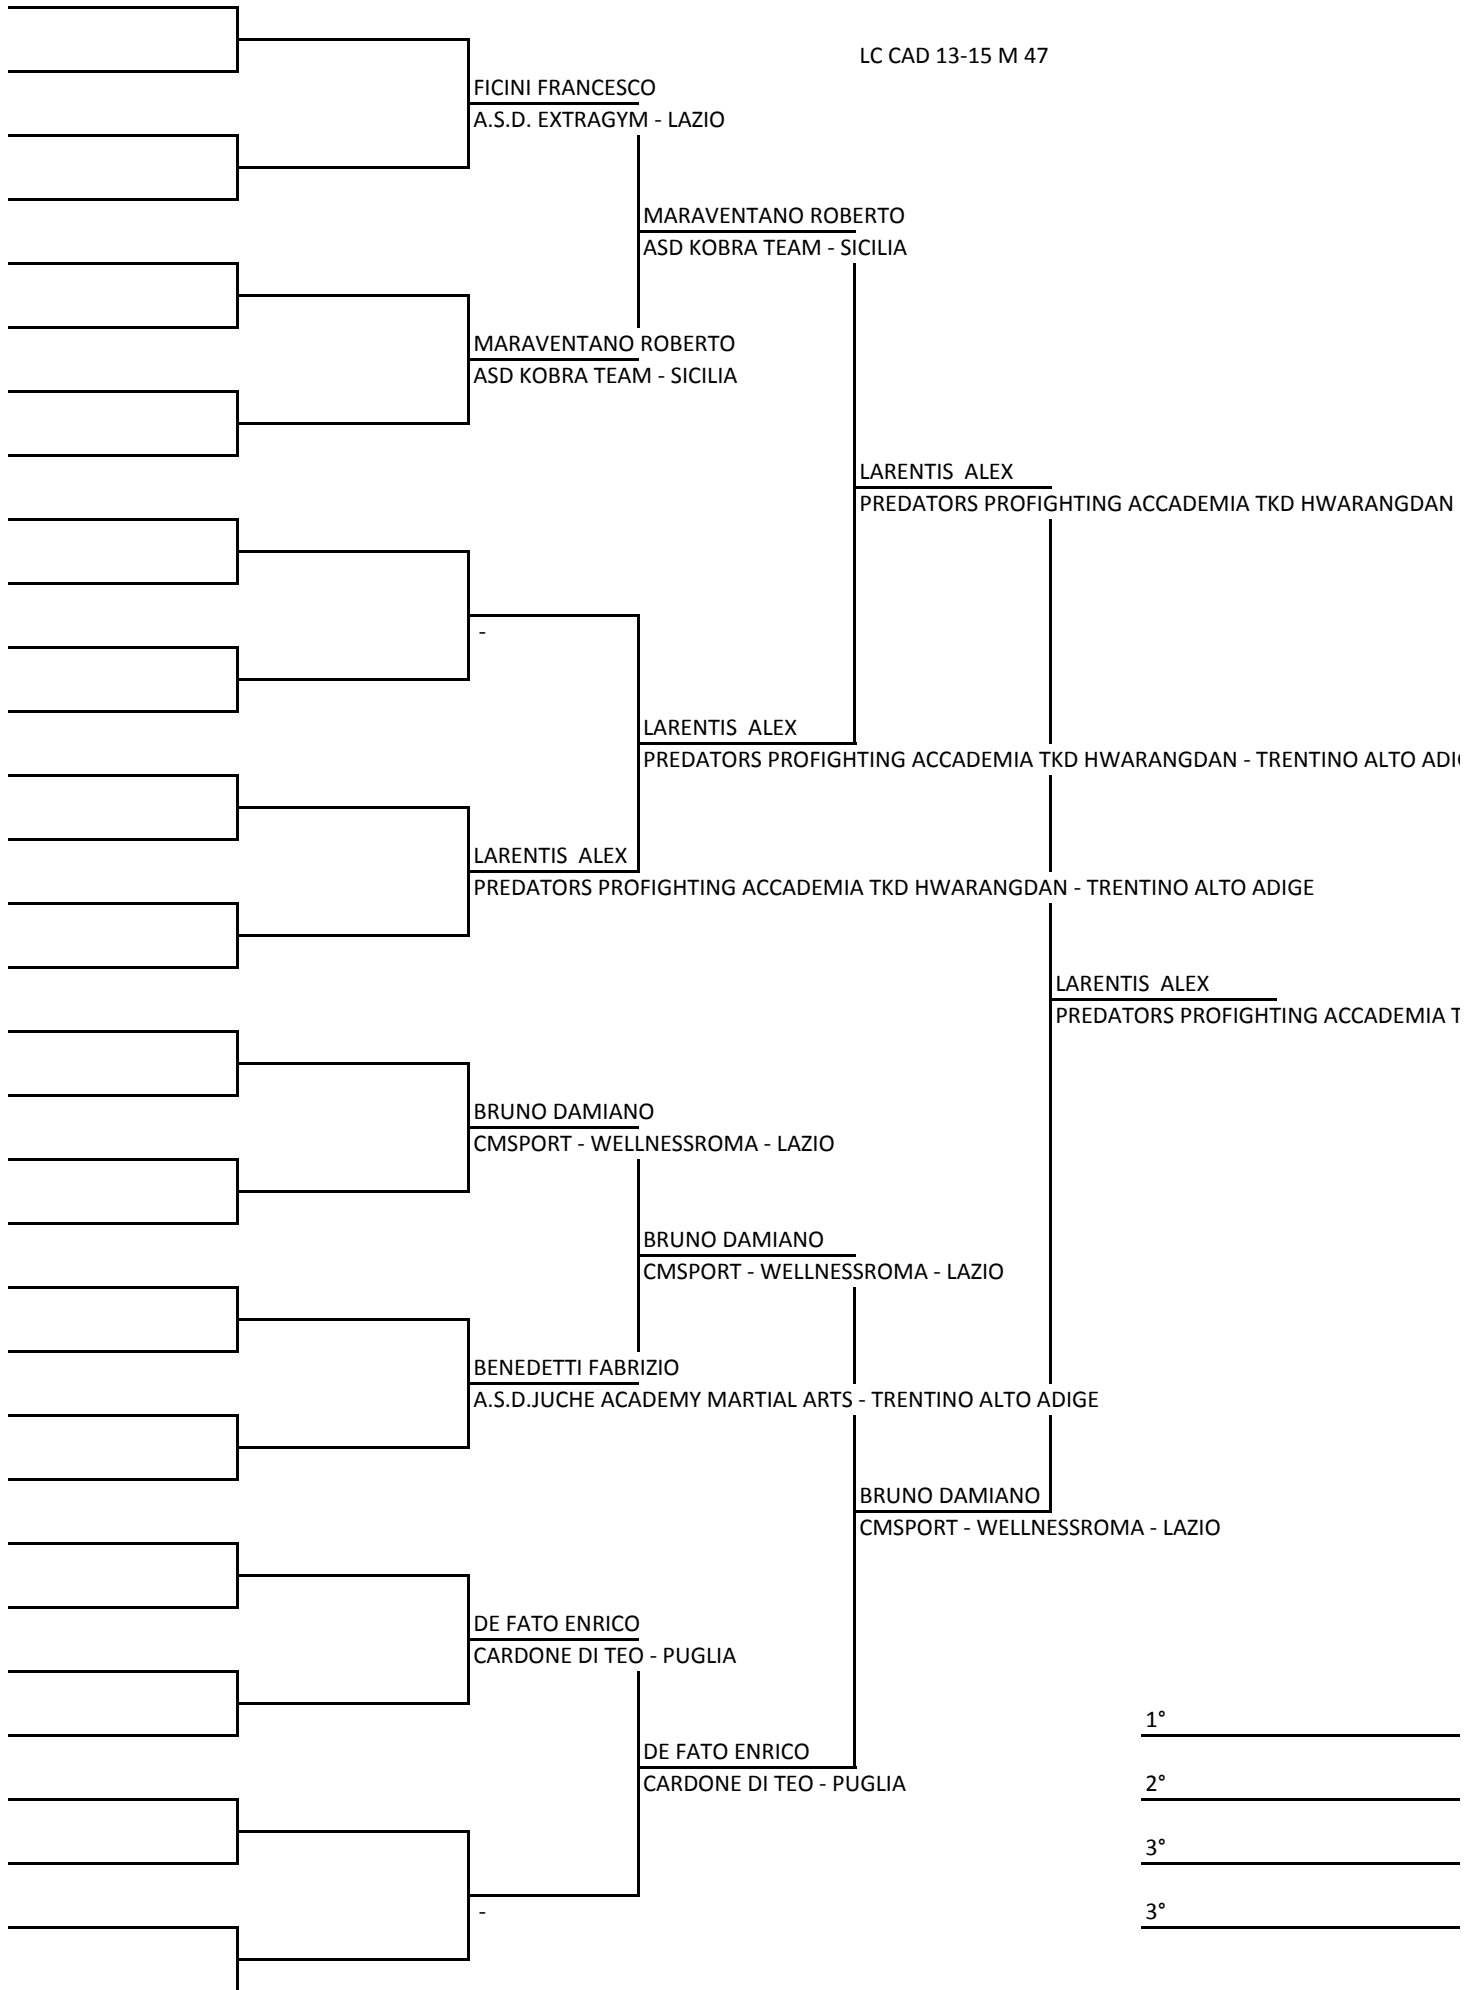 LC CAD 13-15 M 47
FICINI FRANCESCO
A.S.D. EXTRAGYM - LAZIO
MARAVENTANO ROBERTO
ASD KOBRA TEAM - SICILIA
MARAVENTANO ROBERTO
ASD KOBRA TEAM - SICILIA
LARENTIS  ALEX
PREDATORS PROFIGHTING ACCADEMIA TKD HWARANGDAN
-
LARENTIS  ALEX
PREDATORS PROFIGHTING ACCADEMIA TKD HWARANGDAN - TRENTINO ALTO
LARENTIS  ALEX
PREDATORS PROFIGHTING ACCADEMIA TKD HWARANGDAN - TRENTINO ALTO ADIGE
LARENTIS  ALEX
PREDATORS PROFIGHTING ACCADEMIA
BRUNO DAMIANO
CMSPORT - WELLNESSROMA - LAZIO
BRUNO DAMIANO
CMSPORT - WELLNESSROMA - LAZIO
BENEDETTI FABRIZIO
A.S.D.JUCHE ACADEMY MARTIAL ARTS - TRENTINO ALTO ADIGE
BRUNO DAMIANO
CMSPORT - WELLNESSROMA - LAZIO
DE FATO ENRICO
CARDONE DI TEO - PUGLIA
1°
DE FATO ENRICO
CARDONE DI TEO - PUGLIA
2°
3°
-
3°